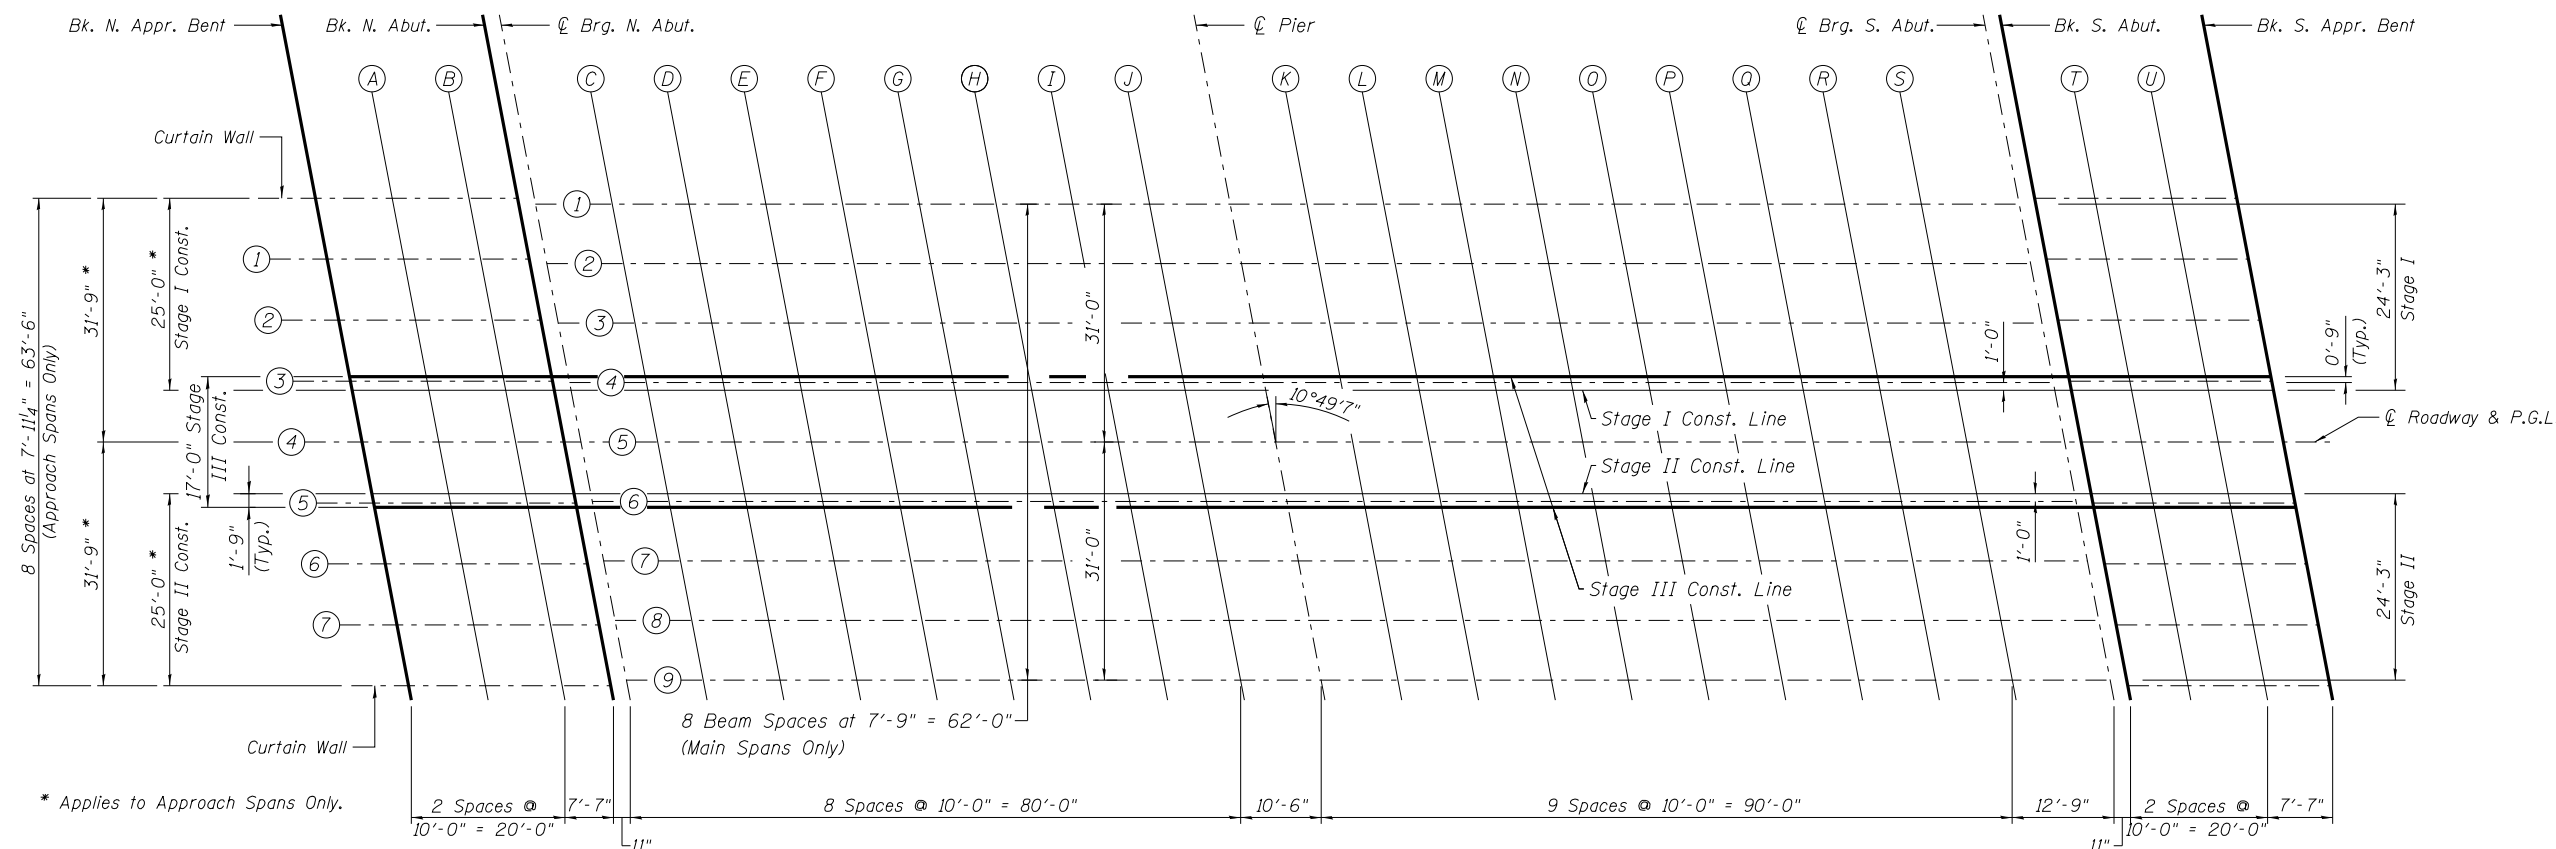 Bk. N. Appr. Bent
Bk. N. Abut.
℄ Brg. N. Abut.
℄ Pier
℄ Brg. S. Abut.
Bk. S. Abut.
Bk. S. Appr. Bent
A B C D E F G H I J K L M N O P Q R S T U
Curtain Wall
8 Spaces at 7'-11¼" = 63'-6"
(Approach Spans Only)
31'-9" *
31'-9" *
25'-0" *
Stage I Const.
25'-0" *
Stage II Const.
17'-0" Stage
III Const.
1'-9"
(Typ.)
1
2
3
4
5
6
7
1
2
3
4
5
6
7
8
9
31'-0"
31'-0"
10°49'7"
1'-0"
1'-0"
0'-9"
(Typ.)
24'-3"
Stage I
24'-3"
Stage II
Stage I Const. Line
Stage II Const. Line
Stage III Const. Line
℄ Roadway & P.G.L
8 Beam Spaces at 7'-9" = 62'-0"
(Main Spans Only)
Curtain Wall
* Applies to Approach Spans Only.
2 Spaces @
10'-0" = 20'-0"
7'-7"
11"
8 Spaces @ 10'-0" = 80'-0"
10'-6"
9 Spaces @ 10'-0" = 90'-0"
12'-9"
11"
2 Spaces @
10'-0" = 20'-0"
7'-7"